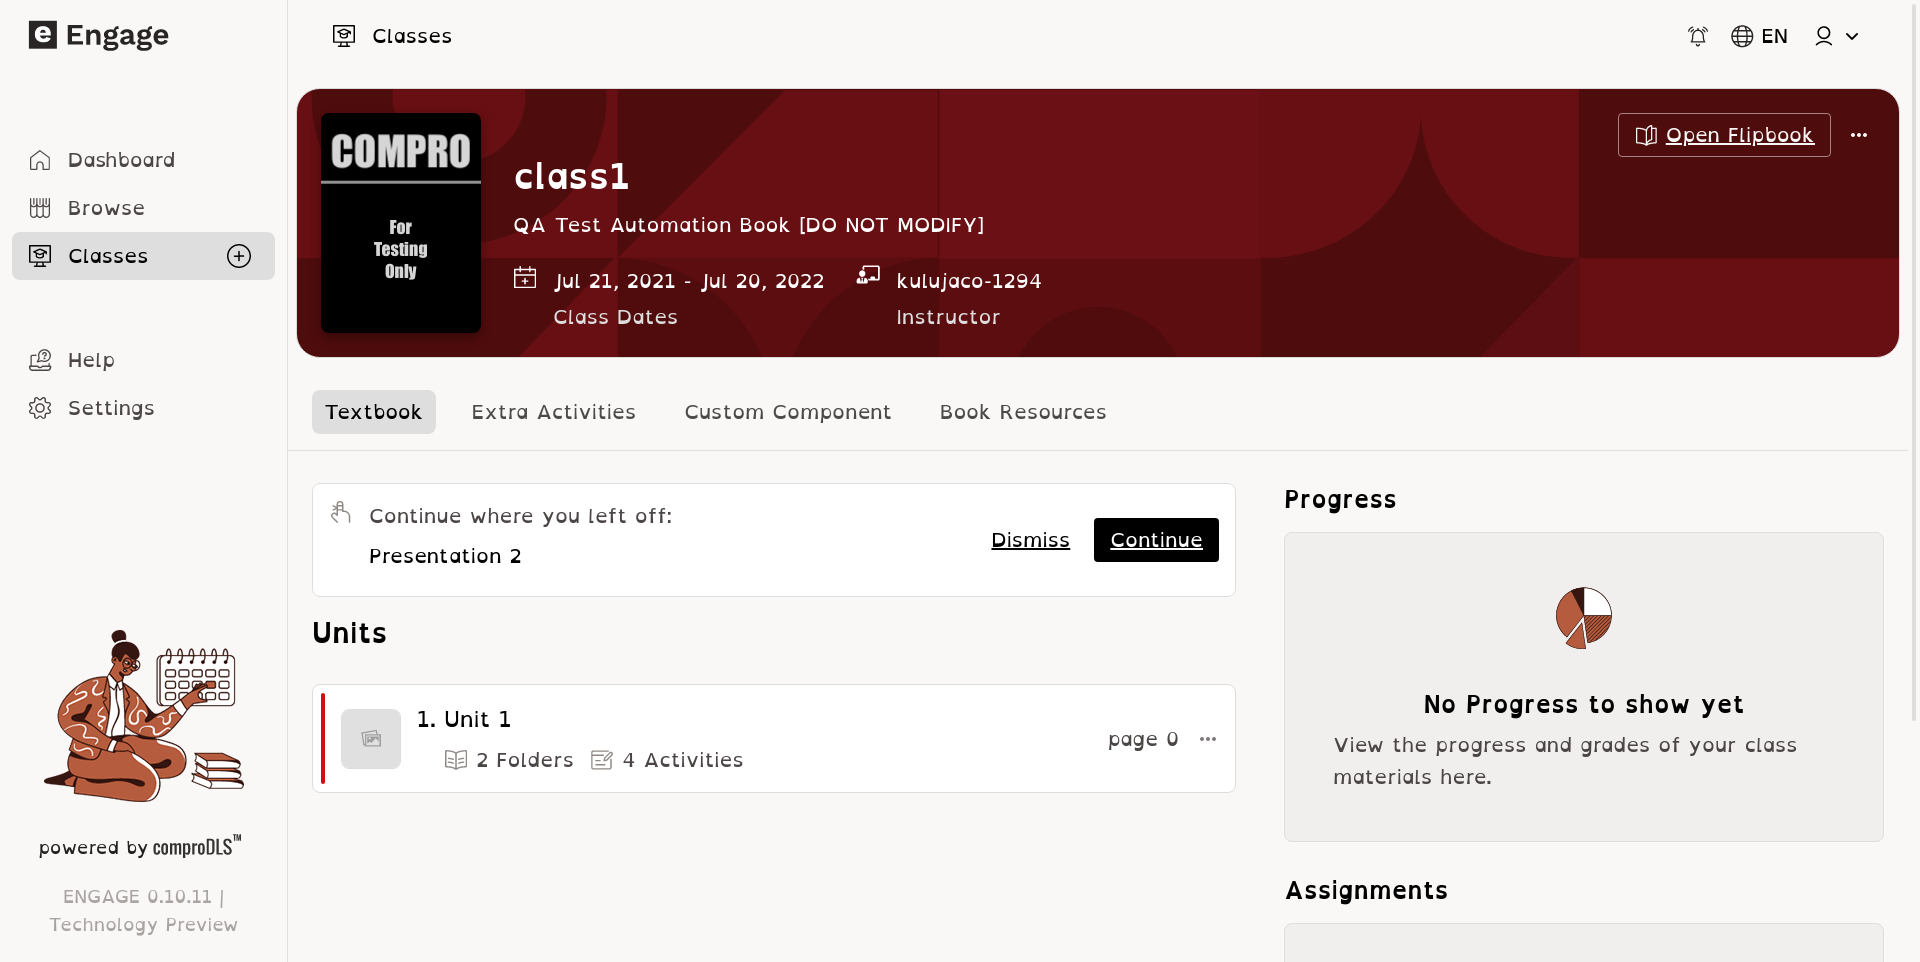 e Engage
Classes
EN
Dashboard
Browse
Classes
Help
Settings
powered by comproDLS™
ENGAGE 0.10.11 |
Technology Preview
COMPRO
For
Testing
Only
class1
QA Test Automation Book [DO NOT MODIFY]
Jul 21, 2021 - Jul 20, 2022
Class Dates
kulujaco-1294
Instructor
Open Flipbook
Textbook
Extra Activities
Custom Component
Book Resources
Continue where you left off:
Presentation 2
Dismiss
Continue
Units
1. Unit 1
2 Folders
4 Activities
page 0
Progress
No Progress to show yet
View the progress and grades of your class
materials here.
Assignments